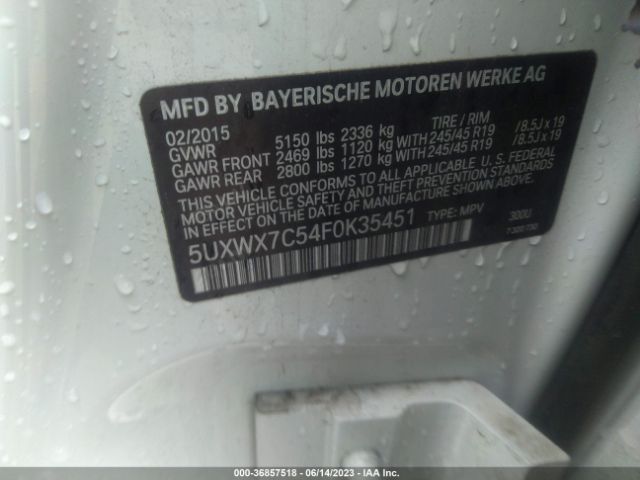 MFD BY BAYERISCHE MOTOREN WERKE AG
02/2015 TIRE / RIM
GVWR 5150 lbs 2336 kg
GAWR FRONT 2469 lbs 1120 kg WITH 245/45 R19 /8.5J x 19
GAWR REAR 2800 lbs 1270 kg WITH 245/45 R19 /8.5J x 19
THIS VEHICLE CONFORMS TO ALL APPLICABLE U. S. FEDERAL
MOTOR VEHICLE SAFETY AND THEFT PREVENTION STANDARDS
IN EFFECT ON THE DATE OF MANUFACTURE SHOWN ABOVE.
5UXWX7C54F0K35451 TYPE: MPV 300U
000-36857518 - 06/14/2023 - IAA Inc.